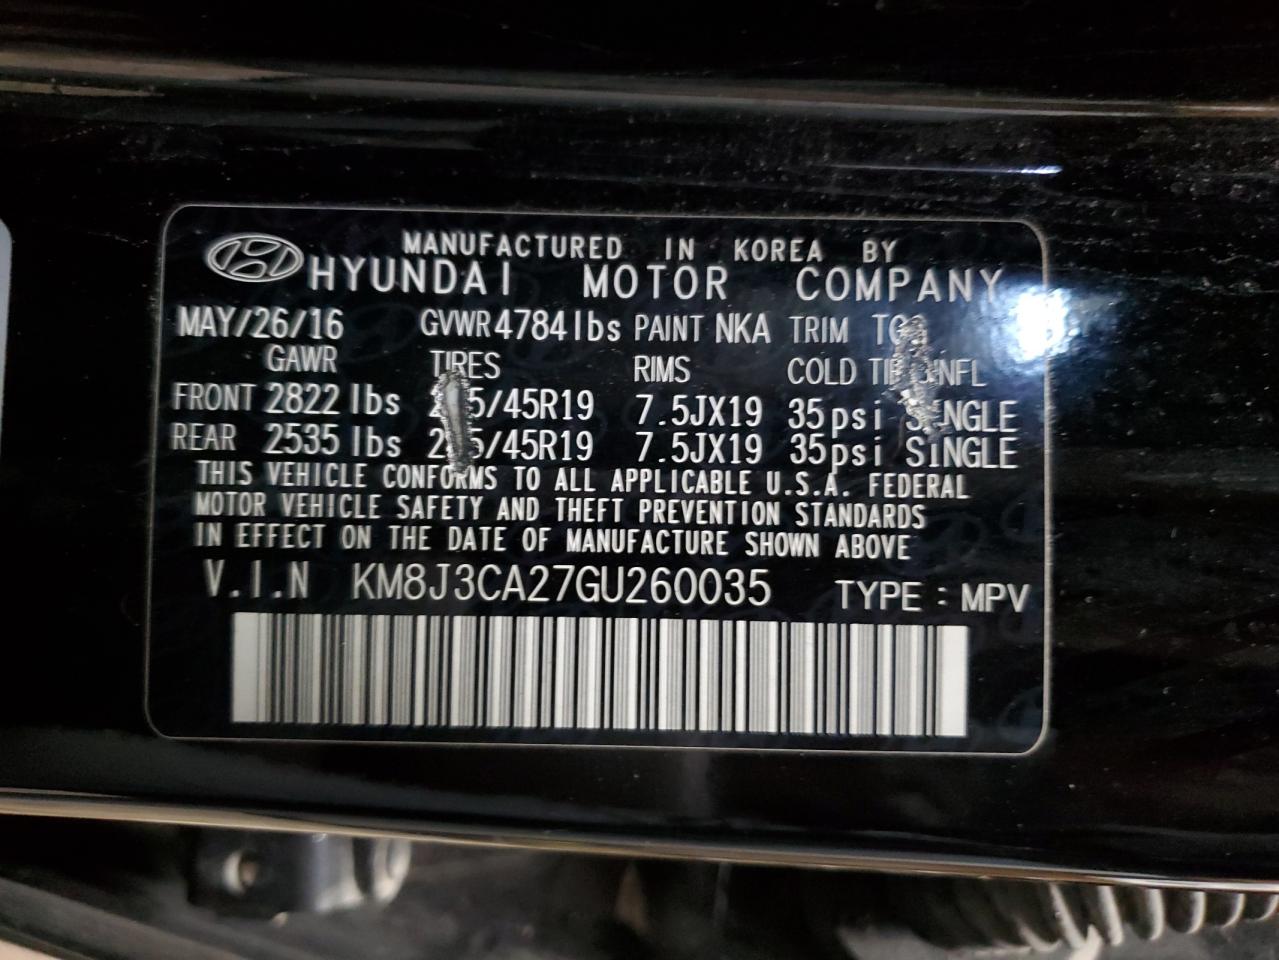 MANUFACTURED IN KOREA BY
HYUNDAI MOTOR COMPANY
MAY/26/16 GVWR 4784 lbs PAINT NKA TRIM
GAWR TIRES RIMS COLD
FRONT 2822 lbs /45R19 7.5JX19 35psi SINGLE
REAR 2535 lbs /45R19 7.5JX19 35psi SINGLE
THIS VEHICLE CONFORMS TO ALL APPLICABLE U.S.A. FEDERAL
MOTOR VEHICLE SAFETY AND THEFT PREVENTION STANDARDS
IN EFFECT ON THE DATE OF MANUFACTURE SHOWN ABOVE
V.I.N KM8J3CA27GU260035 TYPE : MPV